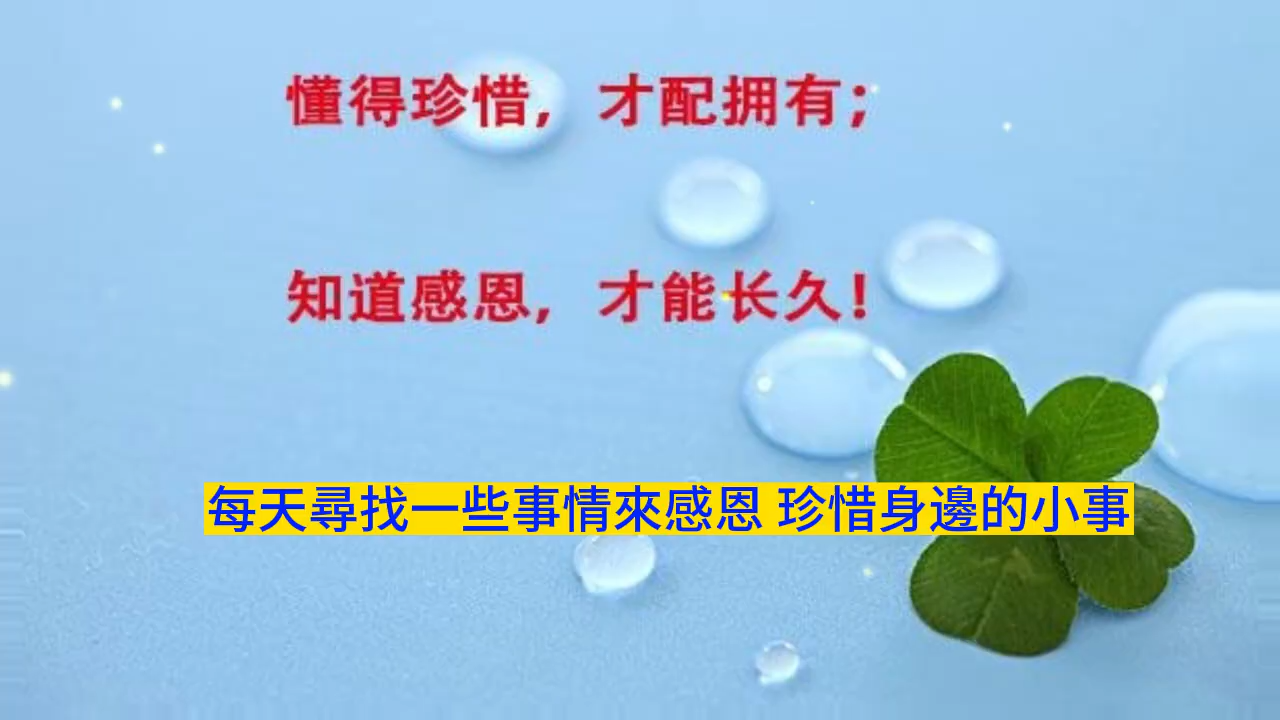 懂得珍惜，才配拥有；
知道感恩，才能长久！
每天尋找一些事情來感恩 珍惜身邊的小事